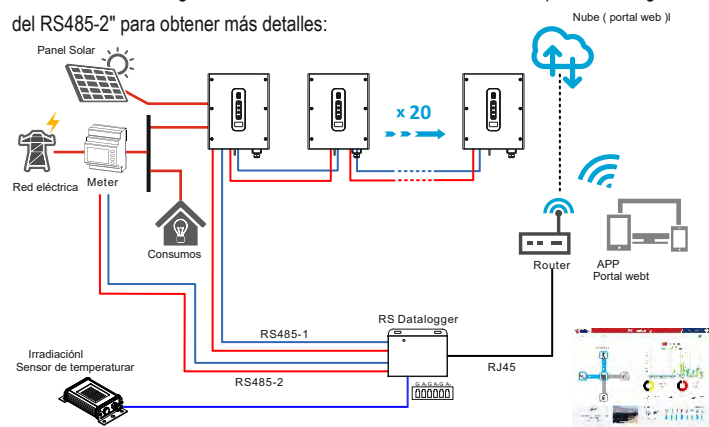 del RS485-2" para obtener más detalles:
Nube ( portal web )l
Panel Solar
x 20
Red eléctrica
Meter
Consumos
Router
APP
Portal webt
RS Datalogger
RS485-1
RJ45
Irradiaciónl
Sensor de temperaturar
RS485-2
G A G A G A